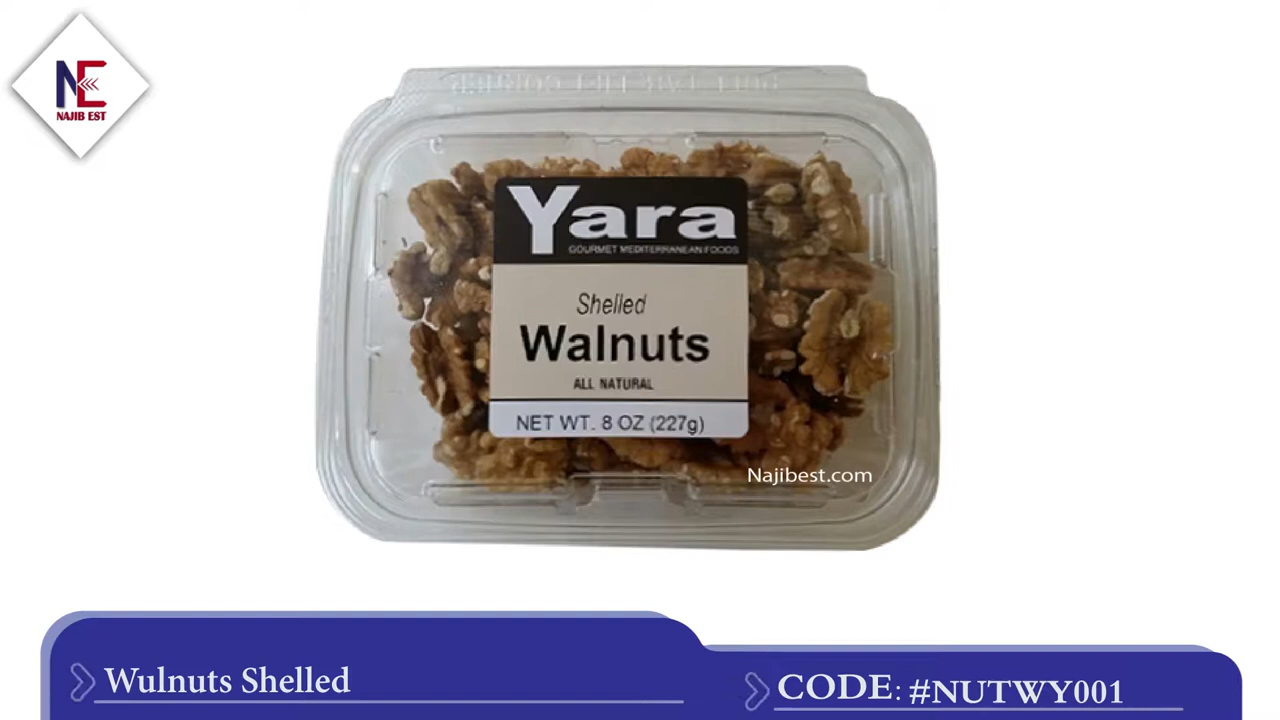 NE
NAJIB EST
Yara
GOURMET MEDITERRANEAN FOODS
Shelled
Walnuts
ALL NATURAL
NET WT. 8 OZ (227g)
Najibest.com
Wulnuts Shelled
CODE: #NUTWY001